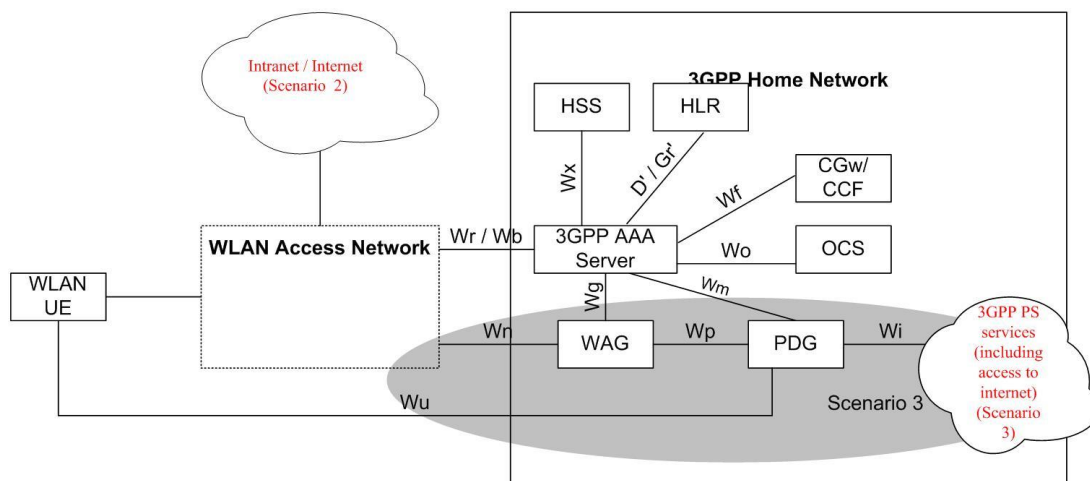 Intranet / Internet
(Scenario 2)
3GPP Home Network
HSS
HLR
Wx
D' / Gr'
Wf
CGw/
CCF
WLAN Access Network
Wr / Wb
3GPP AAA
Server
Wo
OCS
WLAN
UE
Wg
Wm
Wn
WAG
Wp
PDG
Wi
3GPP PS
services
(including
access to
internet)
(Scenario
3)
Wu
Scenario 3